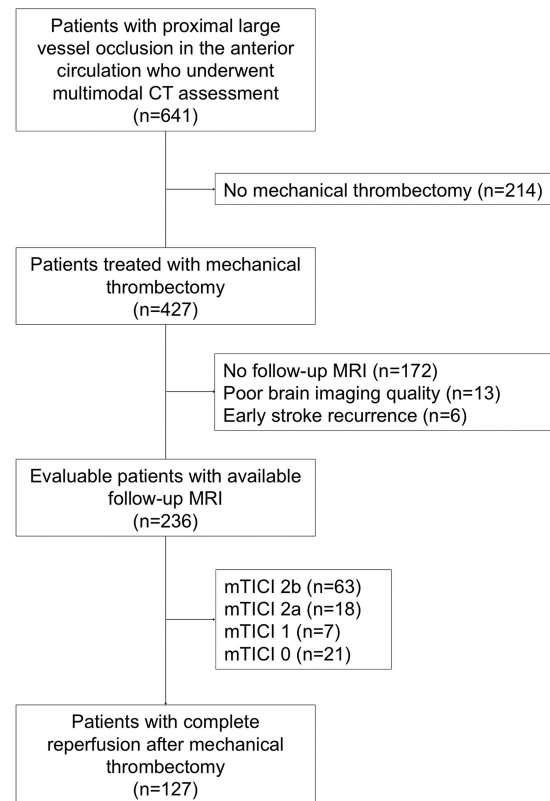 Patients with proximal large
vessel occlusion in the anterior
circulation who underwent
multimodal CT assessment
(n=641)
No mechanical thrombectomy (n=214)
Patients treated with mechanical
thrombectomy
(n=427)
No follow-up MRI (n=172)
Poor brain imaging quality (n=13)
Early stroke recurrence (n=6)
Evaluable patients with available
follow-up MRI
(n=236)
mTICI 2b (n=63)
mTICI 2a (n=18)
mTICI 1 (n=7)
mTICI 0 (n=21)
Patients with complete
reperfusion after mechanical
thrombectomy
(n=127)